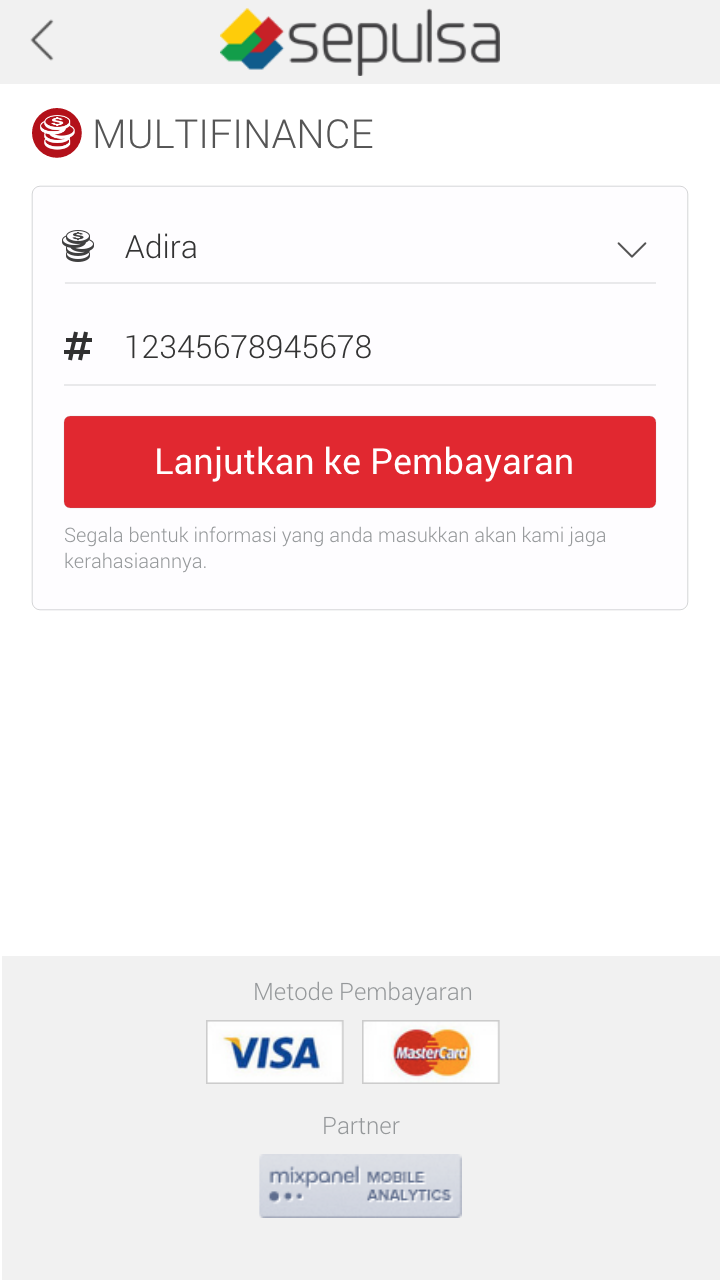 sepulsa
MULTIFINANCE
Adira
# 12345678945678
Lanjutkan ke Pembayaran
Segala bentuk informasi yang anda masukkan akan kami jaga
kerahasiaannya.
Metode Pembayaran
VISA MasterCard
Partner
mixpanel MOBILE
ANALYTICS